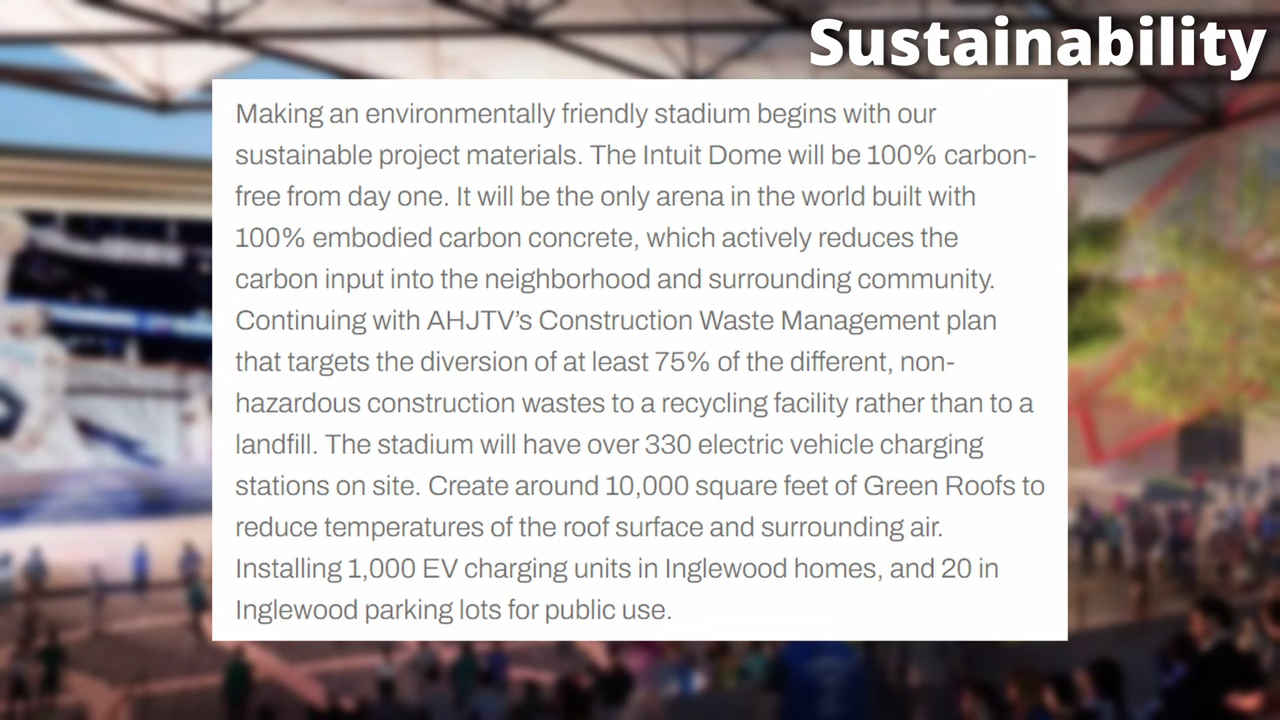 Sustainability
Making an environmentally friendly stadium begins with our
sustainable project materials. The Intuit Dome will be 100% carbon-
free from day one. It will be the only arena in the world built with
100% embodied carbon concrete, which actively reduces the
carbon input into the neighborhood and surrounding community.
Continuing with AHJTV’s Construction Waste Management plan
that targets the diversion of at least 75% of the different, non-
hazardous construction wastes to a recycling facility rather than to a
landfill. The stadium will have over 330 electric vehicle charging
stations on site. Create around 10,000 square feet of Green Roofs to
reduce temperatures of the roof surface and surrounding air.
Installing 1,000 EV charging units in Inglewood homes, and 20 in
Inglewood parking lots for public use.